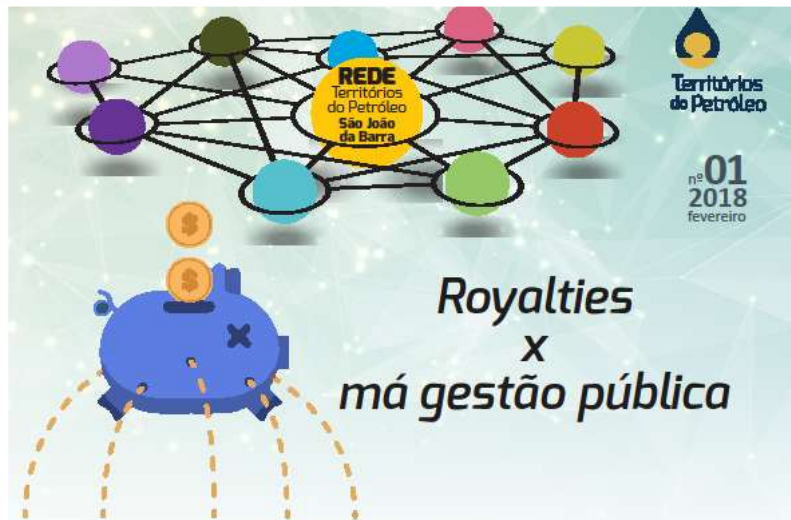 REDE
Territórios
do Petróleo
São João
da Barra
Territórios
do Petróleo
nº01
2018
fevereiro
$
$
Royalties
x
má gestão pública